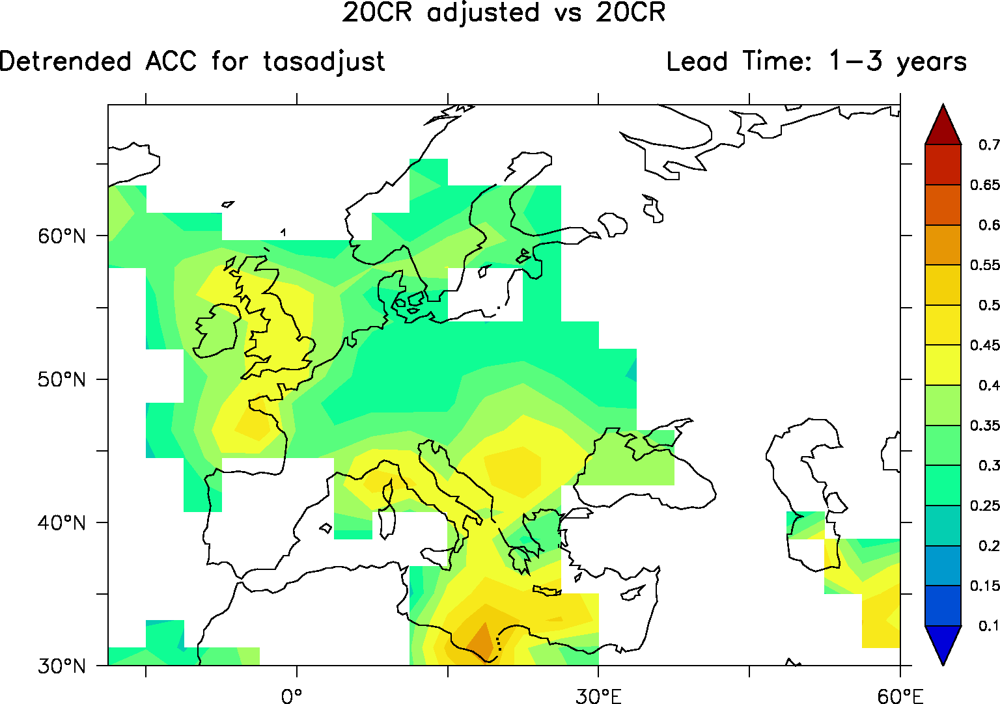 20CR adjusted vs 20CR
Detrended ACC for tasadjust
Lead Time: 1-3 years
60°N
50°N
40°N
30°N
0°
30°E
60°E
0.7
0.65
0.6
0.55
0.5
0.45
0.4
0.35
0.3
0.25
0.2
0.15
0.1